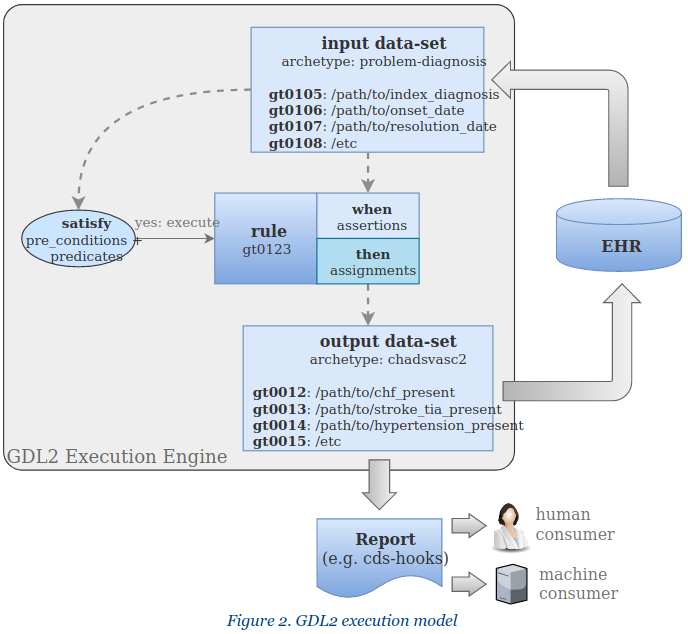 input data-set
archetype: problem-diagnosis
gt0105: /path/to/index_diagnosis
gt0106: /path/to/onset_date
gt0107: /path/to/resolution_date
gt0108: /etc
satisfy
pre_conditions +
predicates
yes: execute
rule
gt0123
when
assertions
then
assignments
EHR
output data-set
archetype: chadsvasc2
gt0012: /path/to/chf_present
gt0013: /path/to/stroke_tia_present
gt0014: /path/to/hypertension_present
gt0015: /etc
GDL2 Execution Engine
Report
(e.g. cds-hooks)
human
consumer
machine
consumer
Figure 2. GDL2 execution model